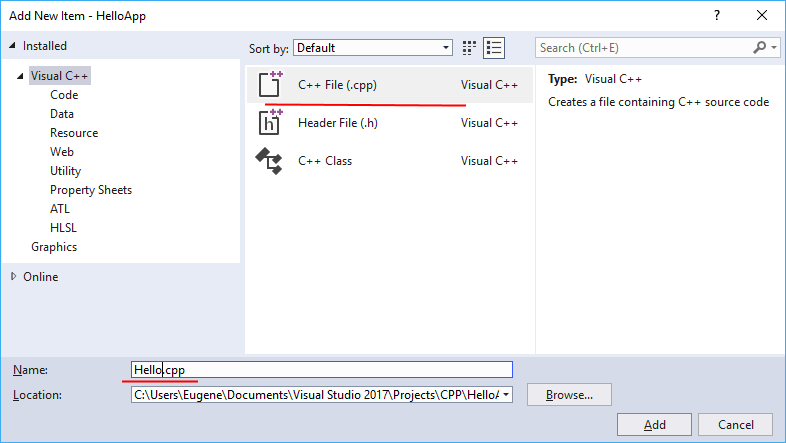 Add New Item - HelloApp
Installed
Sort by: Default
Search (Ctrl+E)
Visual C++
Code
Data
Resource
Web
Utility
Property Sheets
ATL
HLSL
Graphics
Online
C++ File (.cpp) Visual C++
Header File (.h) Visual C++
C++ Class Visual C++
Type: Visual C++
Creates a file containing C++ source code
Name: Hello.cpp
Location: C:\Users\Eugene\Documents\Visual Studio 2017\Projects\CPP\HelloA
Browse...
Add Cancel